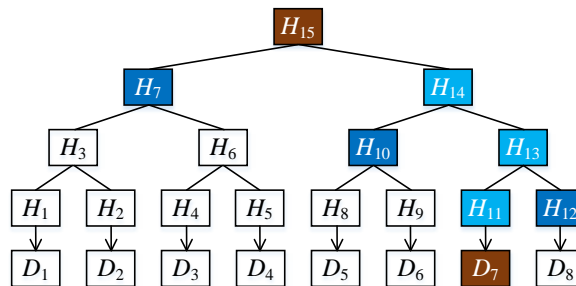 H₁₅
H₇ H₁₄
H₃ H₆ H₁₀ H₁₃
H₁ H₂ H₄ H₅ H₈ H₉ H₁₁ H₁₂
D₁ D₂ D₃ D₄ D₅ D₆ D₇ D₈